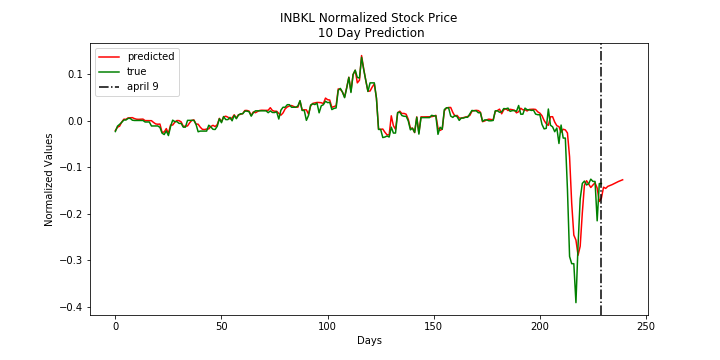 INBKL Normalized Stock Price
10 Day Prediction
predicted
true
april 9
Normalized Values
0.1
0.0
−0.1
−0.2
−0.3
−0.4
0
50
100
150
200
250
Days